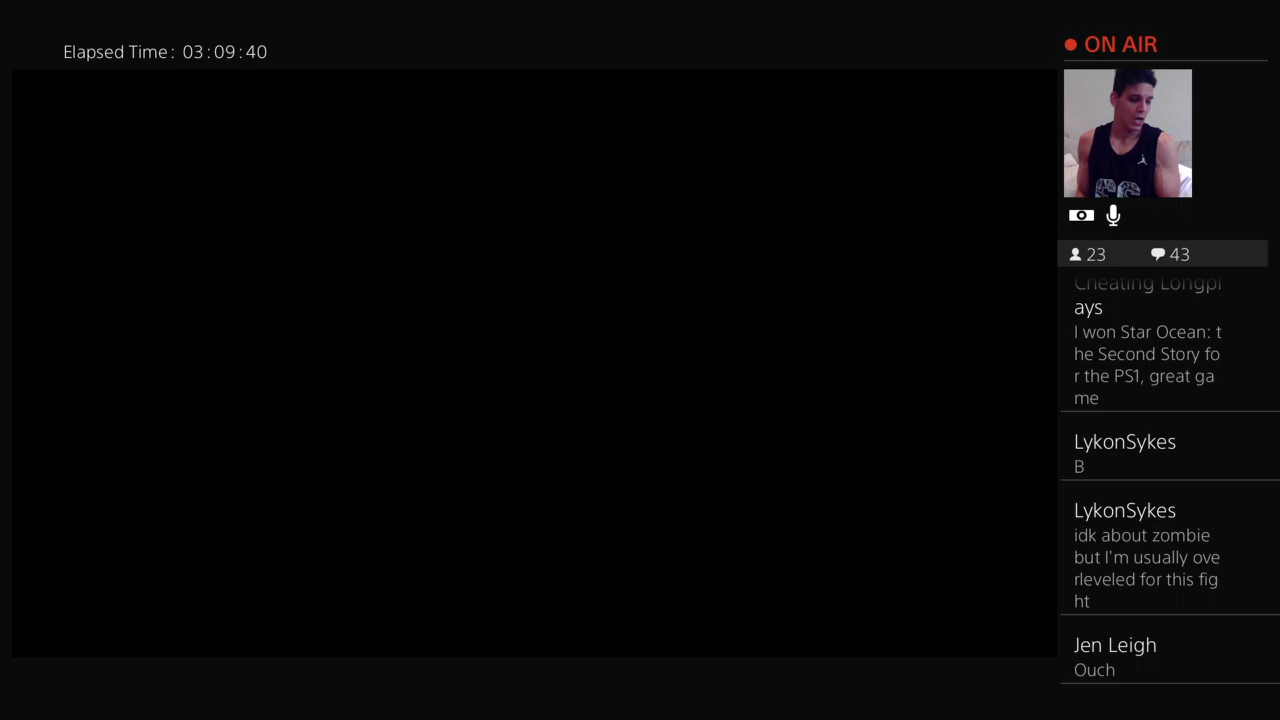 Elapsed Time: 03:09:40
ON AIR
23 43
Cheating Longpl
ays
I won Star Ocean: t
he Second Story fo
r the PS1, great ga
me
LykonSykes
B
LykonSykes
idk about zombie
but I'm usually ove
rleveled for this fig
ht
Jen Leigh
Ouch